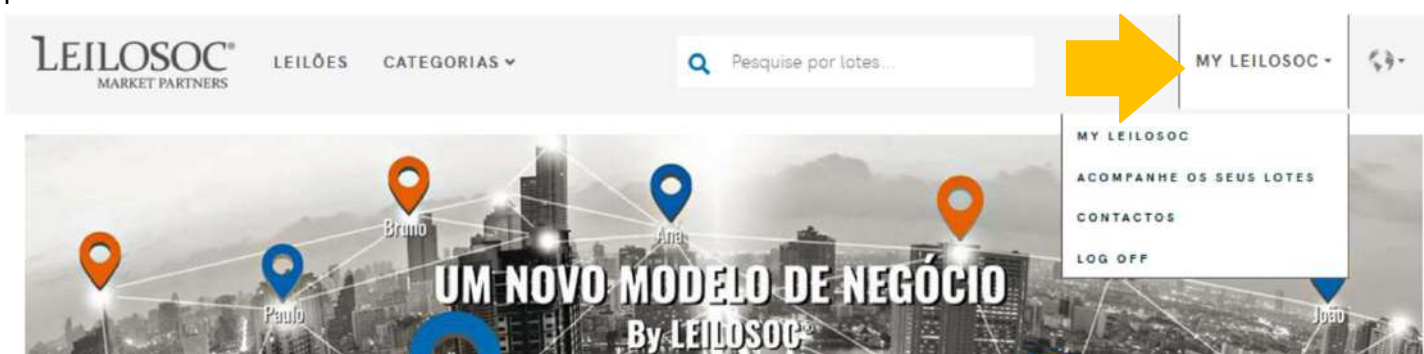 LEILOSOC®
MARKET PARTNERS
LEILÕES
CATEGORIAS
Pesquise por lotes...
MY LEILOSOC
MY LEILOSOC
ACOMPANHE OS SEUS LOTES
CONTACTOS
LOG OFF
Bruno
Ana
Paulo
João
UM NOVO MODELO DE NEGÓCIO
By LEILOSOC®